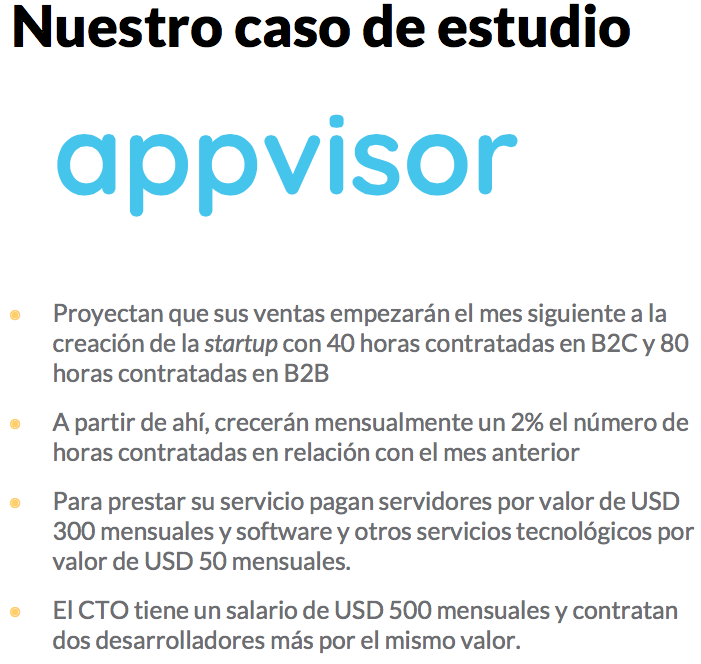 Nuestro caso de estudio
appvisor
Proyectan que sus ventas empezarán el mes siguiente a la
creación de la startup con 40 horas contratadas en B2C y 80
horas contratadas en B2B
A partir de ahí, crecerán mensualmente un 2% el número de
horas contratadas en relación con el mes anterior
Para prestar su servicio pagan servidores por valor de USD
300 mensuales y software y otros servicios tecnológicos por
valor de USD 50 mensuales.
El CTO tiene un salario de USD 500 mensuales y contratan
dos desarrolladores más por el mismo valor.